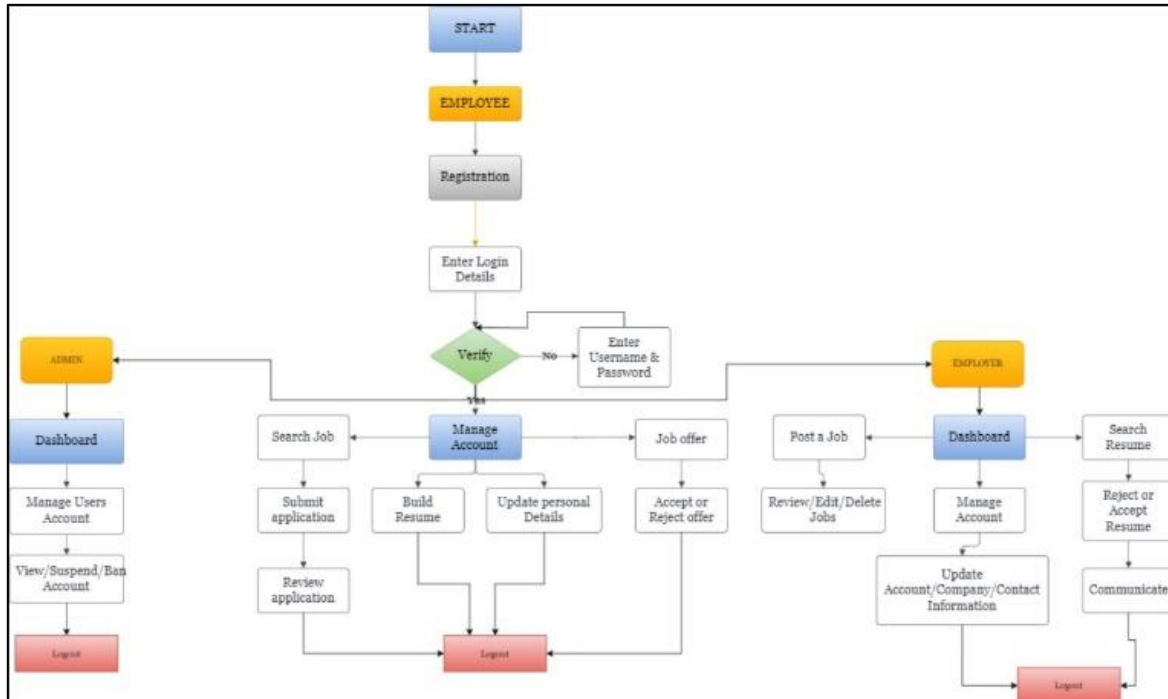 START
EMPLOYEE
Registration
Enter Login
Details
Verify
No
Enter
Username &
Password
Yes
ADMIN
Dashboard
Manage Users
Account
View/Suspend/Ban
Account
Logout
Search Job
Submit
application
Review
application
Manage
Account
Build
Resume
Update personal
Details
Job offer
Accept or
Reject offer
Logout
EMPLOYER
Post a Job
Review/Edit/Delete
Jobs
Dashboard
Manage
Account
Update
Account/Company/Contact
Information
Search
Resume
Reject or
Accept
Resume
Communicate
Logout